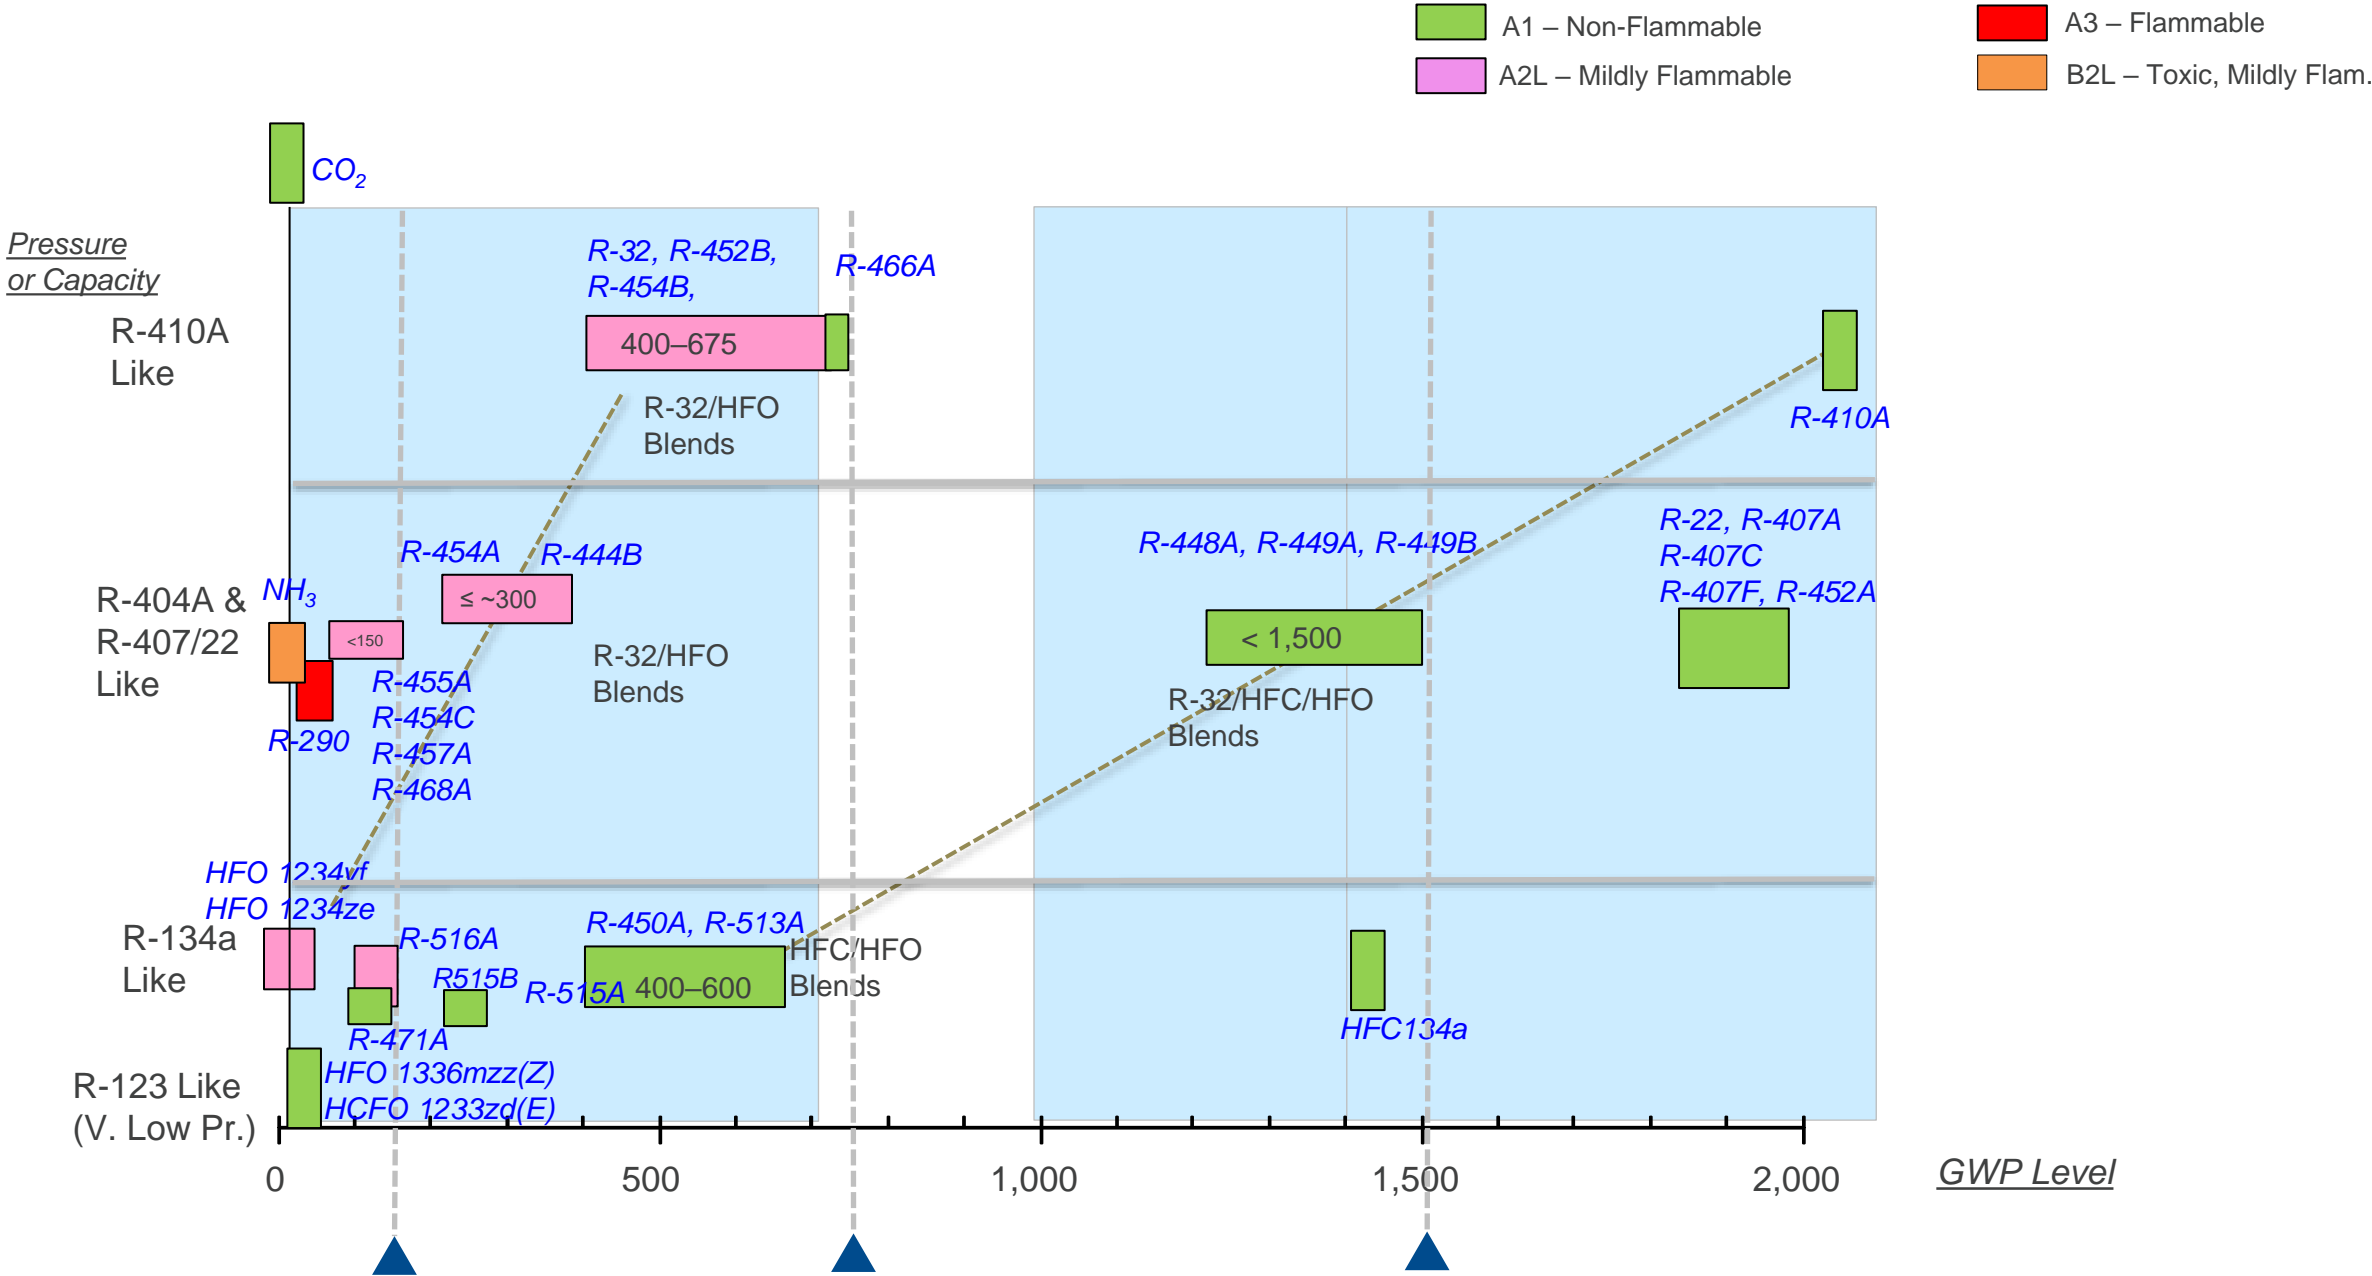 A1 – Non-Flammable
A3 – Flammable
A2L – Mildly Flammable
B2L – Toxic, Mildly Flam.
CO2
Pressure
or Capacity
R-32, R-452B,
R-454B,
R-466A
R-410A
Like
400–675
R-32/HFO
Blends
R-410A
R-22, R-407A
R-407C
R-407F, R-452A
R-448A, R-449A, R-449B
R-454A
R-444B
NH3
R-404A &
R-407/22
Like
≤ ~300
<150
< 1,500
R-32/HFO
Blends
R-455A
R-454C
R-457A
R-468A
R-32/HFC/HFO
Blends
R-290
HFO 1234yf
HFO 1234ze
R-134a
Like
R-516A
R-450A, R-513A
HFC/HFO
Blends
R515B
R-515A
400–600
R-471A
HFC134a
R-123 Like
(V. Low Pr.)
HFO 1336mzz(Z)
HCFO 1233zd(E)
0
500
1,000
1,500
2,000
GWP Level